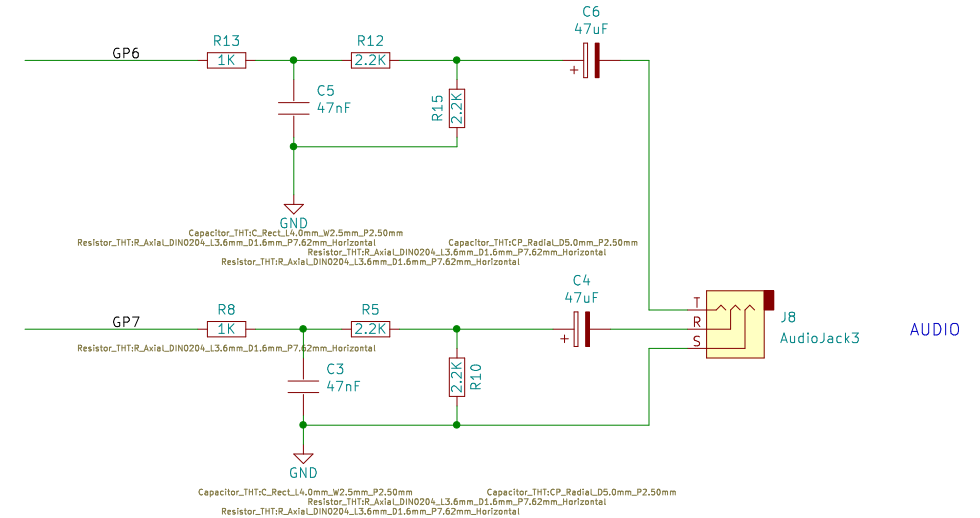 C6
47uF
GP6
R13
1K
R12
2.2K
C5
47nF
R15
2.2K
GND
Capacitor_THT:C_Rect_L4.0mm_W2.5mm_P2.50mm
Resistor_THT:R_Axial_DIN0204_L3.6mm_D1.6mm_P7.62mm_Horizontal
Capacitor_THT:CP_Radial_D5.0mm_P2.50mm
Resistor_THT:R_Axial_DIN0204_L3.6mm_D1.6mm_P7.62mm_Horizontal
Resistor_THT:R_Axial_DIN0204_L3.6mm_D1.6mm_P7.62mm_Horizontal
C4
47uF
GP7
R8
1K
R5
2.2K
T
R
S
J8
AudioJack3
AUDIO
Resistor_THT:R_Axial_DIN0204_L3.6mm_D1.6mm_P7.62mm_Horizontal
C3
47nF
2.2K
R10
GND
Capacitor_THT:C_Rect_L4.0mm_W2.5mm_P2.50mm
Capacitor_THT:CP_Radial_D5.0mm_P2.50mm
Resistor_THT:R_Axial_DIN0204_L3.6mm_D1.6mm_P7.62mm_Horizontal
Resistor_THT:R_Axial_DIN0204_L3.6mm_D1.6mm_P7.62mm_Horizontal